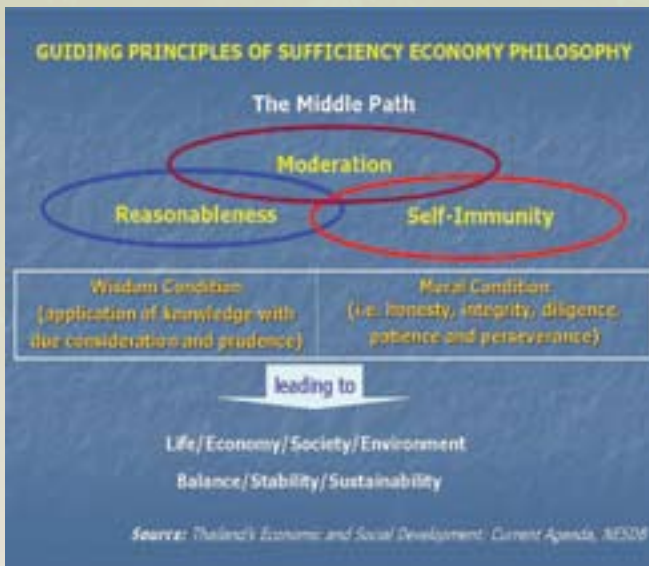 GUIDING PRINCIPLES OF SUFFICIENCY ECONOMY PHILOSOPHY
The Middle Path
Moderation
Reasonableness
Self-Immunity
Wisdom Condition
(application of knowledge with
due consideration and prudence)
Moral Condition
(i.e. honesty, integrity, diligence,
patience and perseverance)
leading to
Life/Economy/Society/Environment
Balance/Stability/Sustainability
Source: Thailand's Economic and Social Development: Current Agenda, NESDB